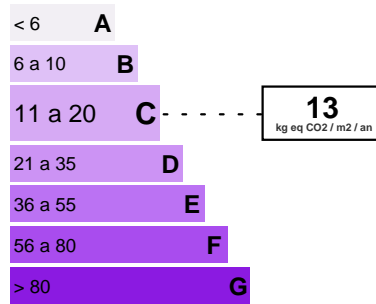 < 6 A
6 a 10 B
11 a 20 C
13
kg eq CO2 / m2 / an
21 a 35 D
36 a 55 E
56 a 80 F
> 80 G